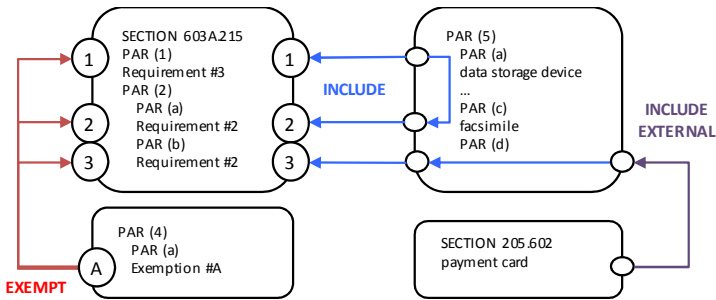 SECTION 603A.215
PAR (1)
Requirement #3
PAR (2)
PAR (a)
Requirement #2
PAR (b)
Requirement #2
1
2
3
1
2
3
INCLUDE
PAR (5)
PAR (a)
data storage device
...
PAR (c)
facsimile
PAR (d)
INCLUDE
EXTERNAL
PAR (4)
PAR (a)
Exemption #A
A
EXEMPT
SECTION 205.602
payment card